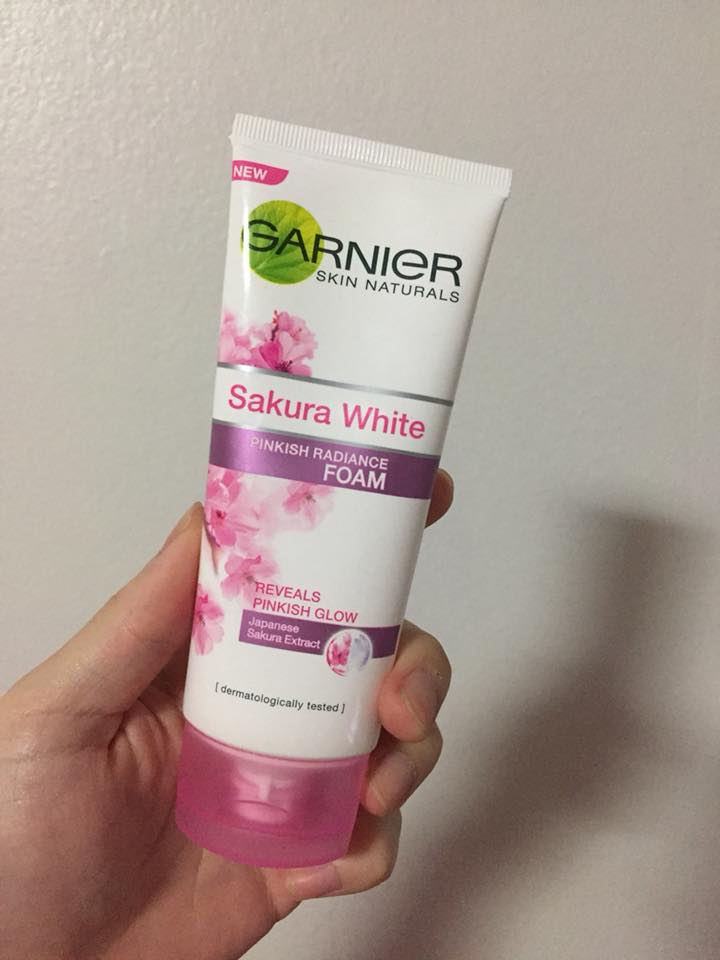 NEW
GARNIER
SKIN NATURALS
Sakura White
PINKISH RADIANCE
FOAM
REVEALS
PINKISH GLOW
Japanese
Sakura Extract
[ dermatologically tested ]